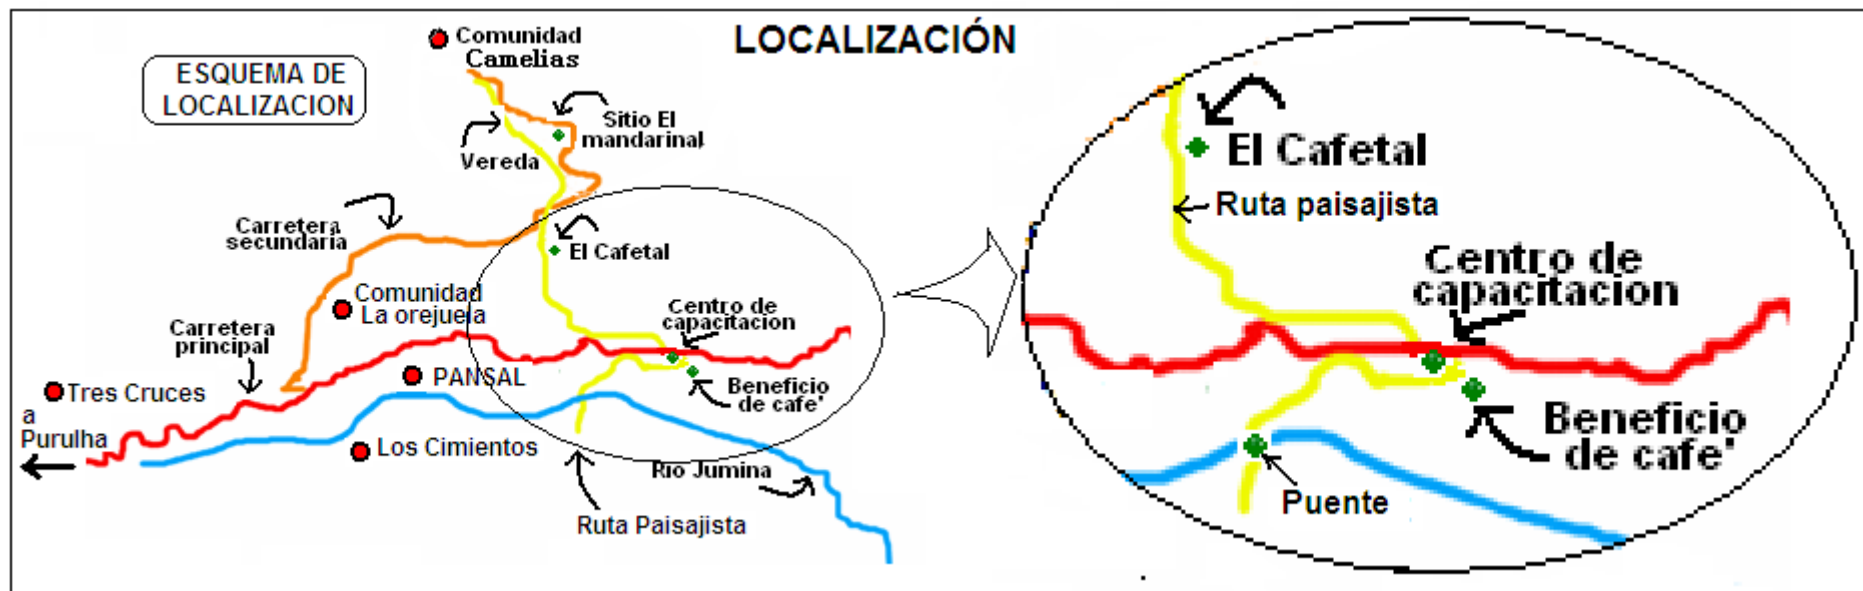 LOCALIZACIÓN
ESQUEMA DE
LOCALIZACION
Comunidad
Camelias
Sitio El
mandarinal
Vereda
Carretera
secundaria
El Cafetal
Comunidad
La orejuela
Carretera
principal
Centro de
capacitacion
Tres Cruces
PANSAL
Beneficio
de cafe'
a
Purulha
Los Cimientos
Rio Jumina
Ruta Paisajista
El Cafetal
Ruta paisajista
Centro de
capacitacion
Beneficio
de cafe'
Puente